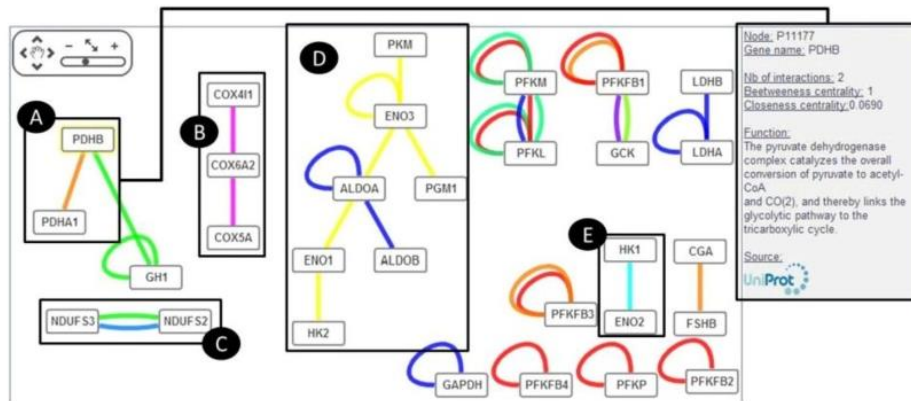 A
PDHB
PDHA1
GH1
NDUFS3
NDUFS2
C
B
COX4I1
COX6A2
COX5A
D
PKM
ENO3
ALDOA
PGM1
ENO1
ALDOB
HK2
PFKM
PFKL
PFKFB1
GCK
LDHB
LDHA
E
HK1
ENO2
CGA
FSHB
PFKFB3
GAPDH
PFKFB4
PFKP
PFKFB2
Node: P11177
Gene name: PDHB
Nb of interactions: 2
Beetweeness centrality: 1
Closeness centrality:0.0690
Function:
The pyruvate dehydrogenase
complex catalyzes the overall
conversion of pyruvate to acetyl-
CoA
and CO(2), and thereby links the
glycolytic pathway to the
tricarboxylic cycle.
Source:
UniProt